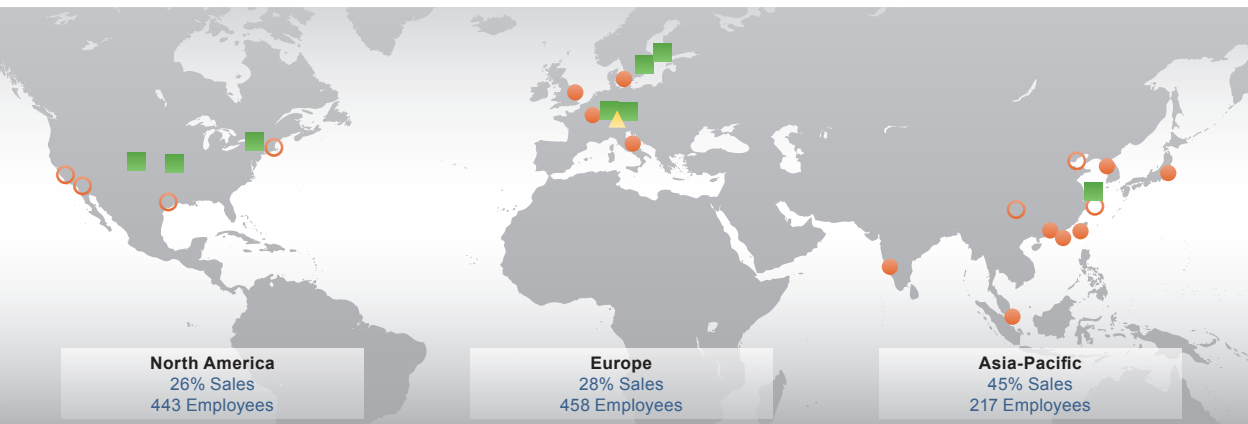 North America
26% Sales
443 Employees
Europe
28% Sales
458 Employees
Asia-Pacific
45% Sales
217 Employees